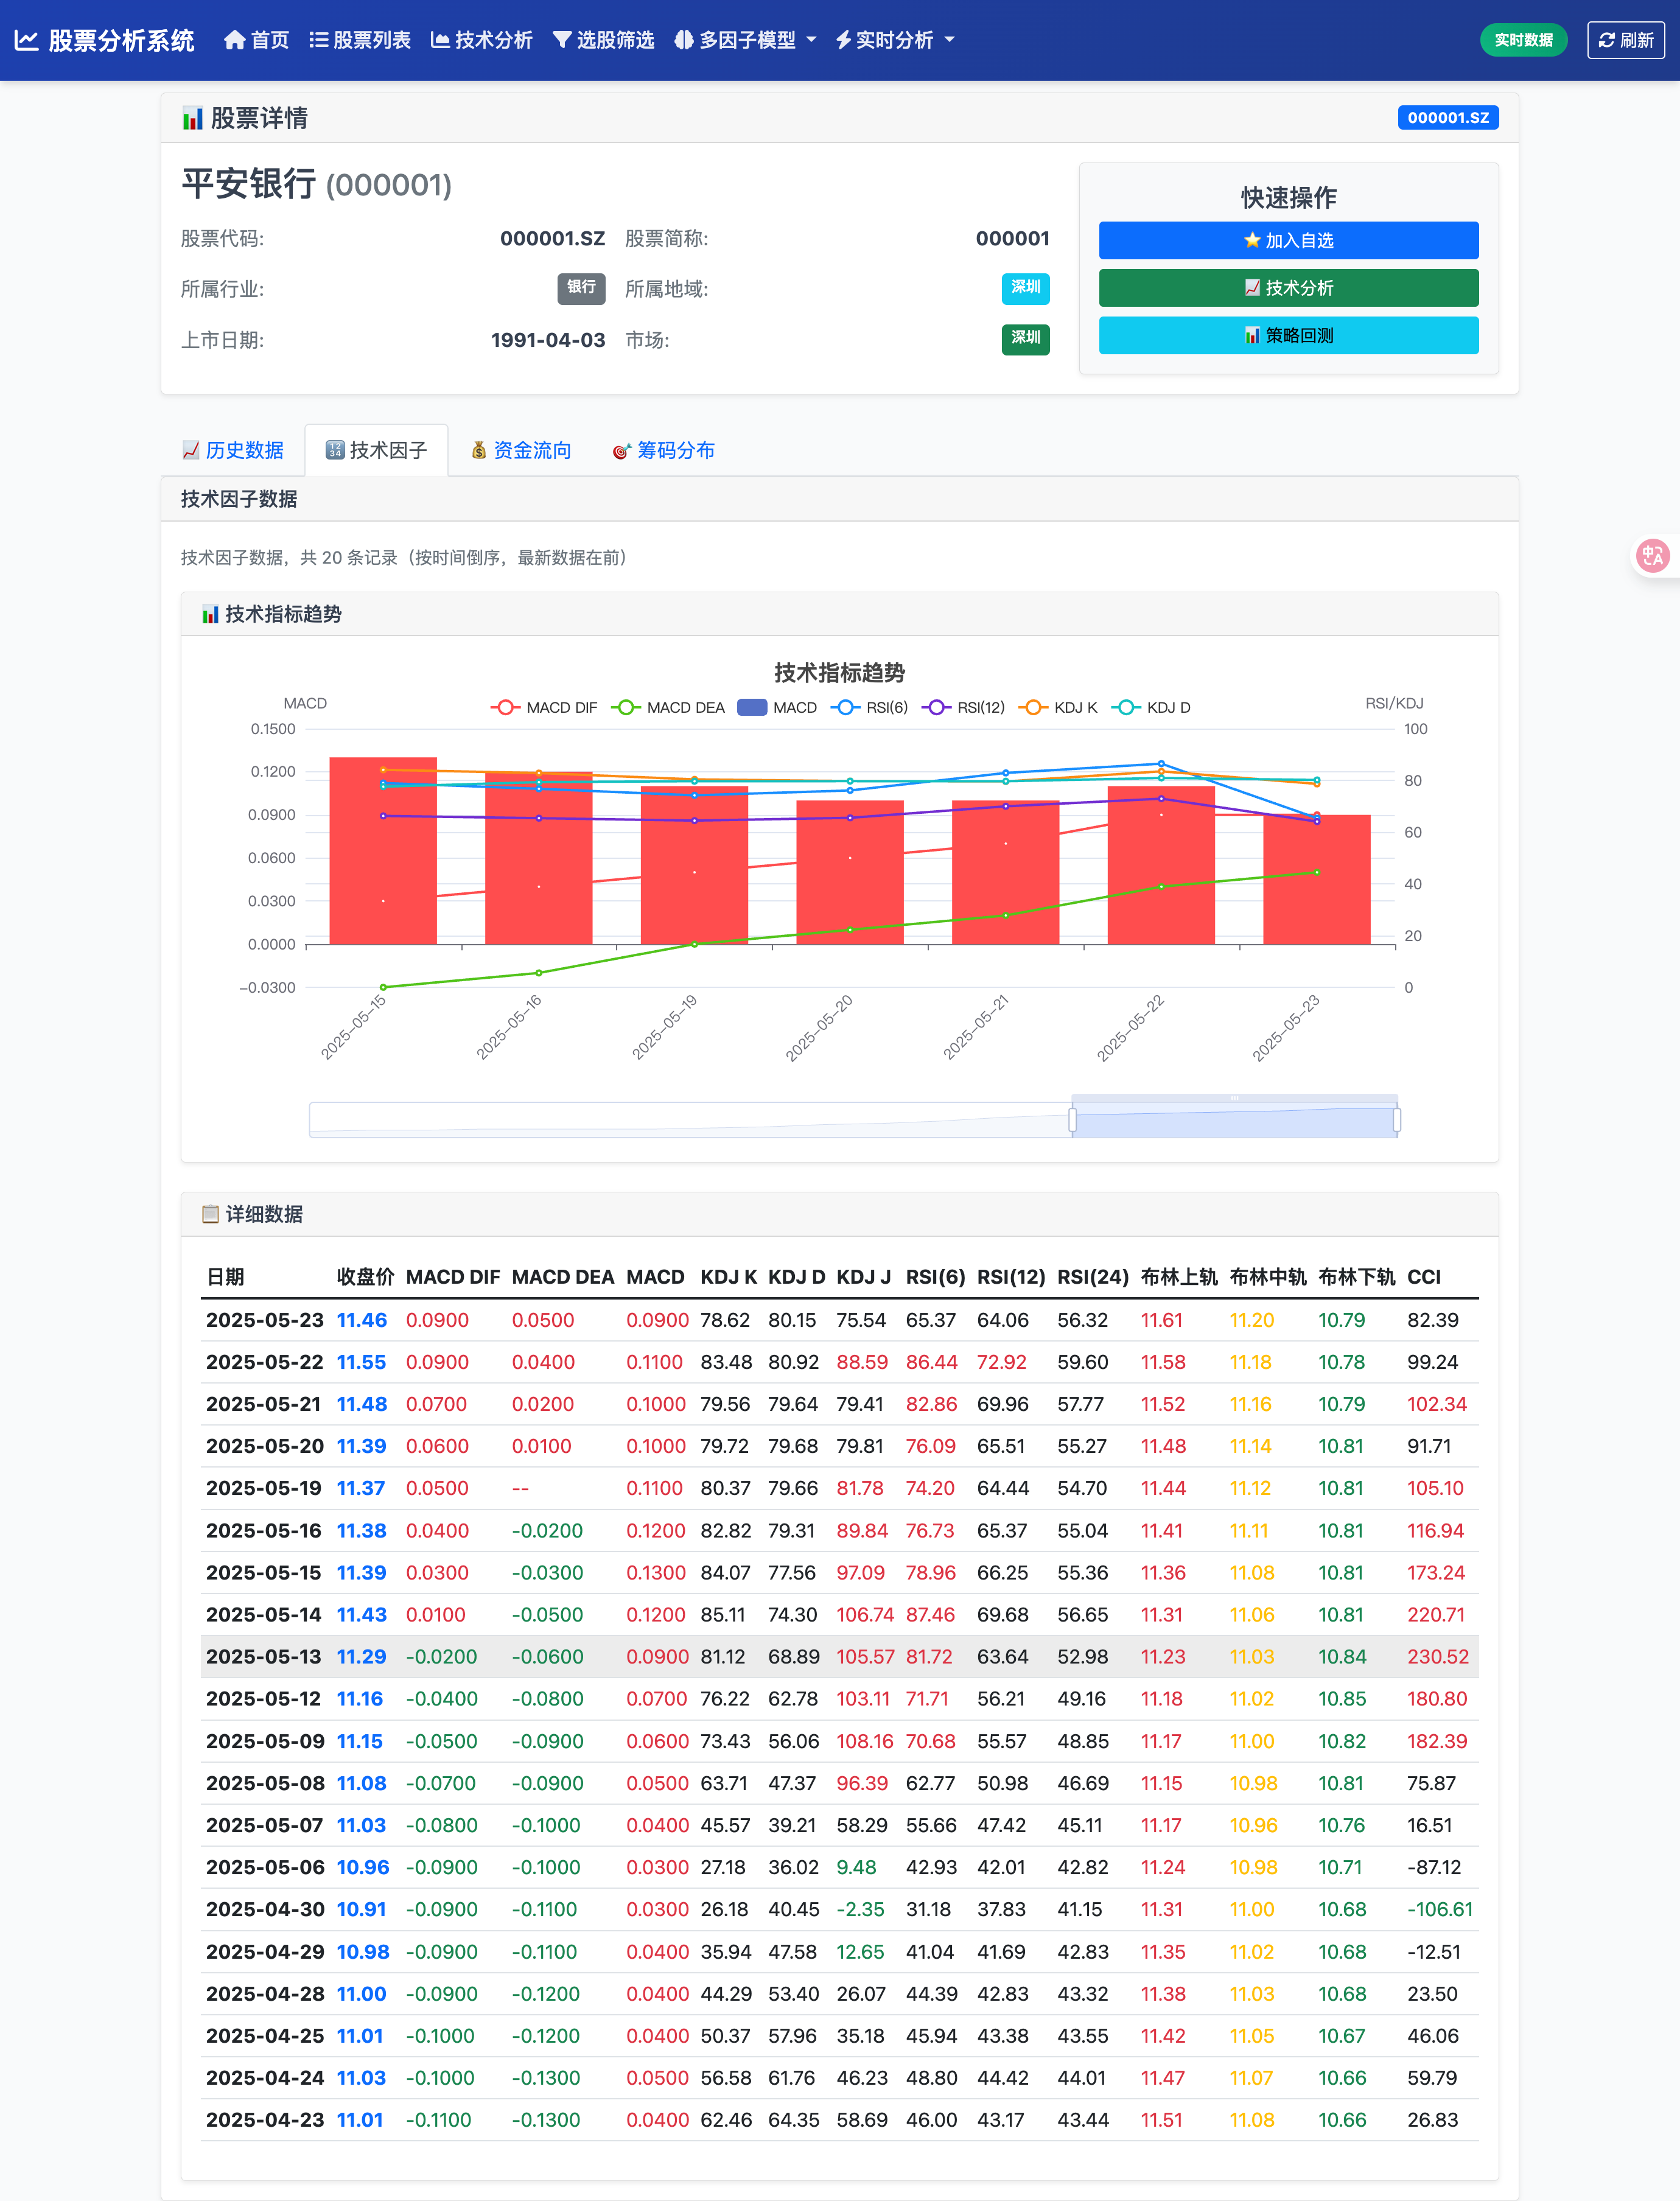 股票分析系统 首页 股票列表 技术分析 选股筛选 多因子模型 实时分析 实时数据 刷新
股票详情 000001.SZ
平安银行 (000001)
股票代码: 000001.SZ 股票简称: 000001
所属行业: 银行 所属地域: 深圳
上市日期: 1991-04-03 市场: 深圳
快速操作
加入自选
技术分析
策略回测
历史数据 技术因子 资金流向 筹码分布
技术因子数据
技术因子数据，共 20 条记录（按时间倒序，最新数据在前）
技术指标趋势
技术指标趋势
MACD DIF MACD DEA MACD RSI(6) RSI(12) KDJ K KDJ D
MACD
0.1500
0.1200
0.0900
0.0600
0.0300
0.0000
−0.0300
RSI/KDJ
100
80
60
40
20
0
2025−05−15 2025−05−16 2025−05−19 2025−05−20 2025−05−21 2025−05−22 2025−05−23
详细数据
日期 收盘价 MACD DIF MACD DEA MACD KDJ K KDJ D KDJ J RSI(6) RSI(12) RSI(24) 布林上轨 布林中轨 布林下轨 CCI
2025-05-23 11.46 0.0900 0.0500 0.0900 78.62 80.15 75.54 65.37 64.06 56.32 11.61 11.20 10.79 82.39
2025-05-22 11.55 0.0900 0.0400 0.1100 83.48 80.92 88.59 86.44 72.92 59.60 11.58 11.18 10.78 99.24
2025-05-21 11.48 0.0700 0.0200 0.1000 79.56 79.64 79.41 82.86 69.96 57.77 11.52 11.16 10.79 102.34
2025-05-20 11.39 0.0600 0.0100 0.1000 79.72 79.68 79.81 76.09 65.51 55.27 11.48 11.14 10.81 91.71
2025-05-19 11.37 0.0500 -- 0.1100 80.37 79.66 81.78 74.20 64.44 54.70 11.44 11.12 10.81 105.10
2025-05-16 11.38 0.0400 -0.0200 0.1200 82.82 79.31 89.84 76.73 65.37 55.04 11.41 11.11 10.81 116.94
2025-05-15 11.39 0.0300 -0.0300 0.1300 84.07 77.56 97.09 78.96 66.25 55.36 11.36 11.08 10.81 173.24
2025-05-14 11.43 0.0100 -0.0500 0.1200 85.11 74.30 106.74 87.46 69.68 56.65 11.31 11.06 10.81 220.71
2025-05-13 11.29 -0.0200 -0.0600 0.0900 81.12 68.89 105.57 81.72 63.64 52.98 11.23 11.03 10.84 230.52
2025-05-12 11.16 -0.0400 -0.0800 0.0700 76.22 62.78 103.11 71.71 56.21 49.16 11.18 11.02 10.85 180.80
2025-05-09 11.15 -0.0500 -0.0900 0.0600 73.43 56.06 108.16 70.68 55.57 48.85 11.17 11.00 10.82 182.39
2025-05-08 11.08 -0.0700 -0.0900 0.0500 63.71 47.37 96.39 62.77 50.98 46.69 11.15 10.98 10.81 75.87
2025-05-07 11.03 -0.0800 -0.1000 0.0400 45.57 39.21 58.29 55.66 47.42 45.11 11.17 10.96 10.76 16.51
2025-05-06 10.96 -0.0900 -0.1000 0.0300 27.18 36.02 9.48 42.93 42.01 42.82 11.24 10.98 10.71 -87.12
2025-04-30 10.91 -0.0900 -0.1100 0.0300 26.18 40.45 -2.35 31.18 37.83 41.15 11.31 11.00 10.68 -106.61
2025-04-29 10.98 -0.0900 -0.1100 0.0400 35.94 47.58 12.65 41.04 41.69 42.83 11.35 11.02 10.68 -12.51
2025-04-28 11.00 -0.0900 -0.1200 0.0400 44.29 53.40 26.07 44.39 42.83 43.32 11.38 11.03 10.68 23.50
2025-04-25 11.01 -0.1000 -0.1200 0.0400 50.37 57.96 35.18 45.94 43.38 43.55 11.42 11.05 10.67 46.06
2025-04-24 11.03 -0.1000 -0.1300 0.0500 56.58 61.76 46.23 48.80 44.42 44.01 11.47 11.07 10.66 59.79
2025-04-23 11.01 -0.1100 -0.1300 0.0400 62.46 64.35 58.69 46.00 43.17 43.44 11.51 11.08 10.66 26.83